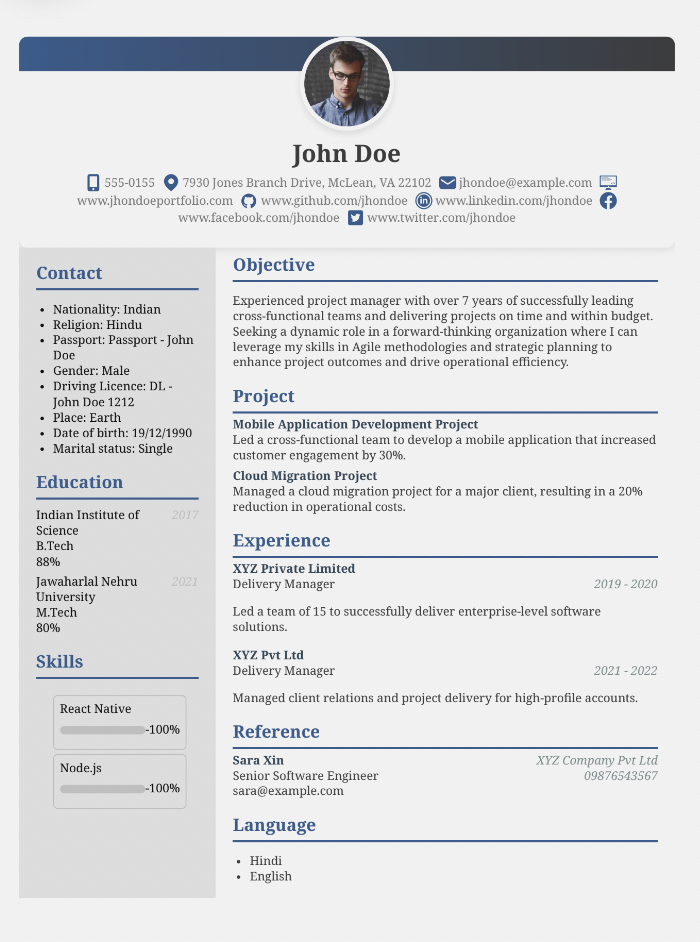 John Doe
555-0155 7930 Jones Branch Drive, McLean, VA 22102 jhondoe@example.com
www.jhondoeportfolio.com www.github.com/jhondoe www.linkedin.com/jhondoe
www.facebook.com/jhondoe www.twitter.com/jhondoe
Contact
• Nationality: Indian
• Religion: Hindu
• Passport: Passport - John
Doe
• Gender: Male
• Driving Licence: DL -
John Doe 1212
• Place: Earth
• Date of birth: 19/12/1990
• Marital status: Single
Education
Indian Institute of 2017
Science
B.Tech
88%
Jawaharlal Nehru 2021
University
M.Tech
80%
Skills
React Native
-100%
Node.js
-100%
Objective
Experienced project manager with over 7 years of successfully leading
cross-functional teams and delivering projects on time and within budget.
Seeking a dynamic role in a forward-thinking organization where I can
leverage my skills in Agile methodologies and strategic planning to
enhance project outcomes and drive operational efficiency.
Project
Mobile Application Development Project
Led a cross-functional team to develop a mobile application that increased
customer engagement by 30%.
Cloud Migration Project
Managed a cloud migration project for a major client, resulting in a 20%
reduction in operational costs.
Experience
XYZ Private Limited
Delivery Manager 2019 - 2020
Led a team of 15 to successfully deliver enterprise-level software
solutions.
XYZ Pvt Ltd
Delivery Manager 2021 - 2022
Managed client relations and project delivery for high-profile accounts.
Reference
Sara Xin XYZ Company Pvt Ltd
Senior Software Engineer 09876543567
sara@example.com
Language
• Hindi
• English